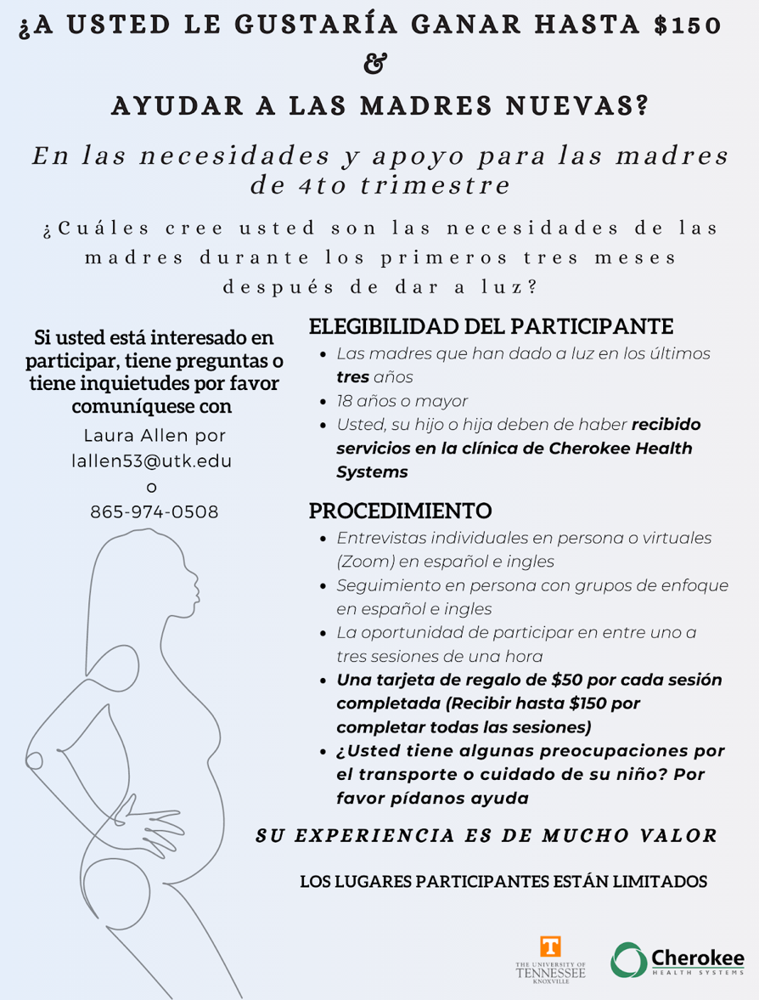 ¿A USTED LE GUSTARÍA GANAR HASTA $150
&
AYUDAR A LAS MADRES NUEVAS?
En las necesidades y apoyo para las madres
de 4to trimestre
¿Cuáles cree usted son las necesidades de las
madres durante los primeros tres meses
después de dar a luz?
Si usted está interesado en
participar, tiene preguntas o
tiene inquietudes por favor
comuníquese con
Laura Allen por
lallen53@utk.edu
o
865-974-0508
ELEGIBILIDAD DEL PARTICIPANTE
• Las madres que han dado a luz en los últimos
tres años
• 18 años o mayor
• Usted, su hijo o hija deben de haber recibido
servicios en la clínica de Cherokee Health
Systems
PROCEDIMIENTO
• Entrevistas individuales en persona o virtuales
(Zoom) en español e ingles
• Seguimiento en persona con grupos de enfoque
en español e ingles
• La oportunidad de participar en entre uno a
tres sesiones de una hora
• Una tarjeta de regalo de $50 por cada sesión
completada (Recibir hasta $150 por
completar todas las sesiones)
• ¿Usted tiene algunas preocupaciones por
el transporte o cuidado de su niño? Por
favor pídanos ayuda
SU EXPERIENCIA ES DE MUCHO VALOR
LOS LUGARES PARTICIPANTES ESTÁN LIMITADOS
T
THE UNIVERSITY OF
TENNESSEE
KNOXVILLE
Cherokee
HEALTH SYSTEMS